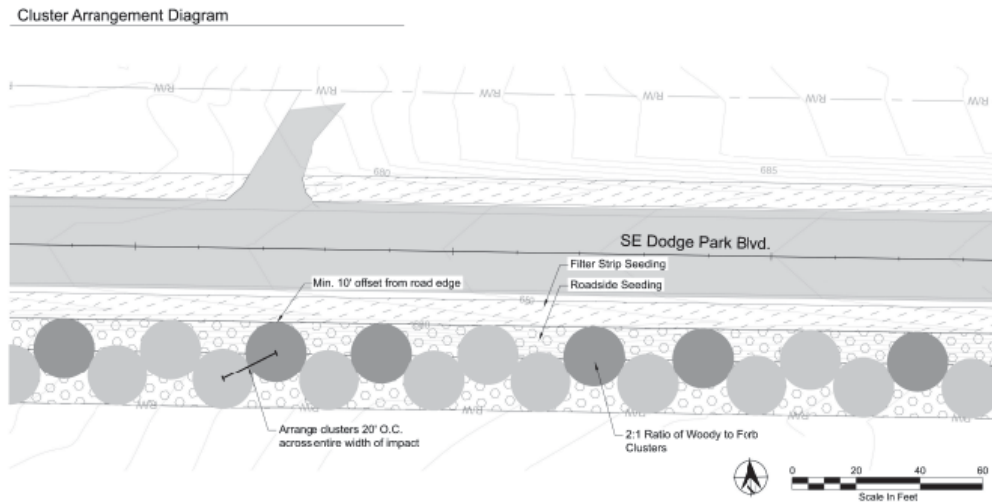 Cluster Arrangement Diagram
R/W R/W R/W R/W R/W R/W
680
685
SE Dodge Park Blvd.
Filter Strip Seeding
Min. 10' offset from road edge
Roadside Seeding
R/W R/W R/W R/W
Arrange clusters 20' O.C.
across entire width of impact
2:1 Ratio of Woody to Forb
Clusters
0 20 40 60
Scale In Feet